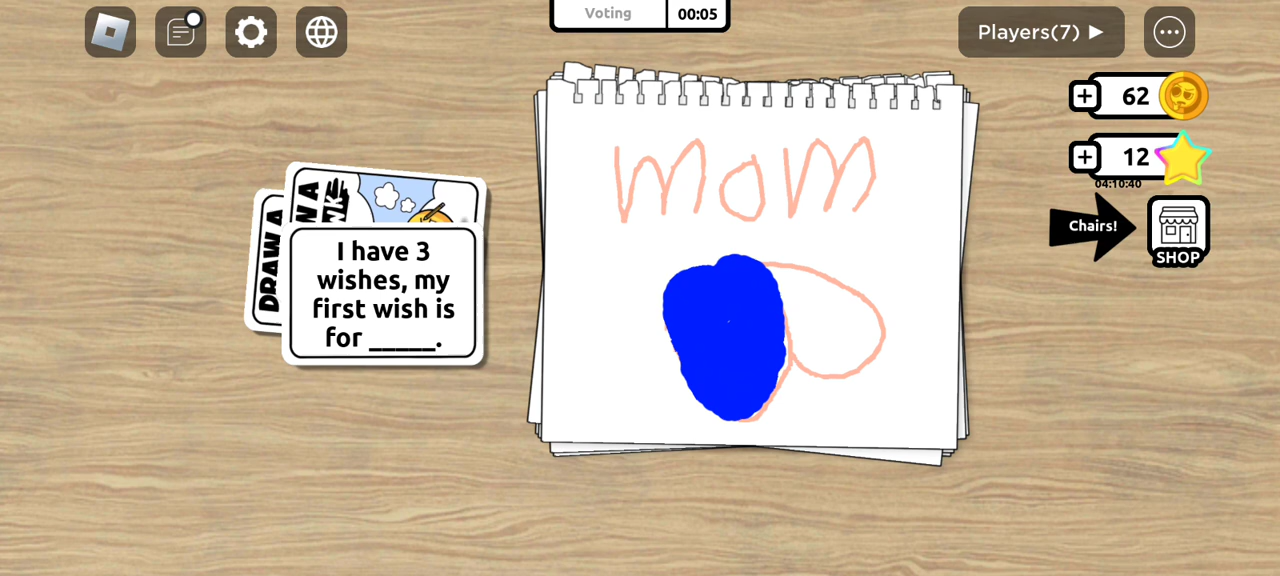 Voting
00:05
Players(7)
62
12
04:10:40
Chairs!
SHOP
DRAW A
I have 3
wishes, my
first wish is
for _____.
mom